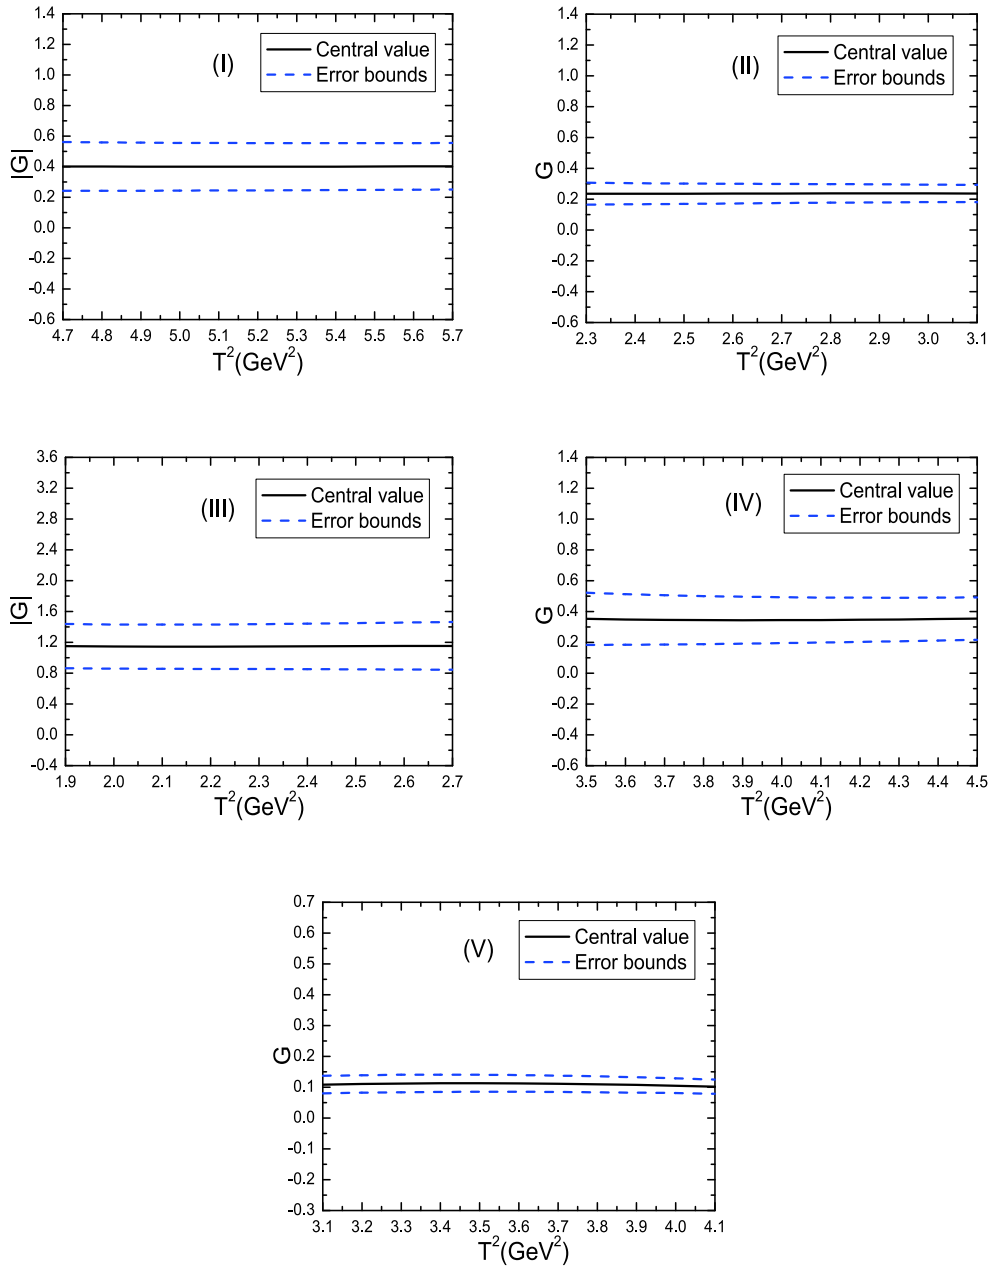 (I)
Central value
Error bounds
|G|
1.4
1.2
1.0
0.8
0.6
0.4
0.2
0.0
-0.2
-0.4
-0.6
4.7 4.8 4.9 5.0 5.1 5.2 5.3 5.4 5.5 5.6 5.7
T²(GeV²)
(II)
Central value
Error bounds
G
1.4
1.2
1.0
0.8
0.6
0.4
0.2
0.0
-0.2
-0.4
-0.6
2.3 2.4 2.5 2.6 2.7 2.8 2.9 3.0 3.1
T²(GeV²)
(III)
Central value
Error bounds
|G|
3.6
3.2
2.8
2.4
2.0
1.6
1.2
0.8
0.4
0.0
-0.4
1.9 2.0 2.1 2.2 2.3 2.4 2.5 2.6 2.7
T²(GeV²)
(IV)
Central value
Error bounds
G
1.4
1.2
1.0
0.8
0.6
0.4
0.2
0.0
-0.2
-0.4
-0.6
3.5 3.6 3.7 3.8 3.9 4.0 4.1 4.2 4.3 4.4 4.5
T²(GeV²)
(V)
Central value
Error bounds
G
0.7
0.6
0.5
0.4
0.3
0.2
0.1
0.0
-0.1
-0.2
-0.3
3.1 3.2 3.3 3.4 3.5 3.6 3.7 3.8 3.9 4.0 4.1
T²(GeV²)